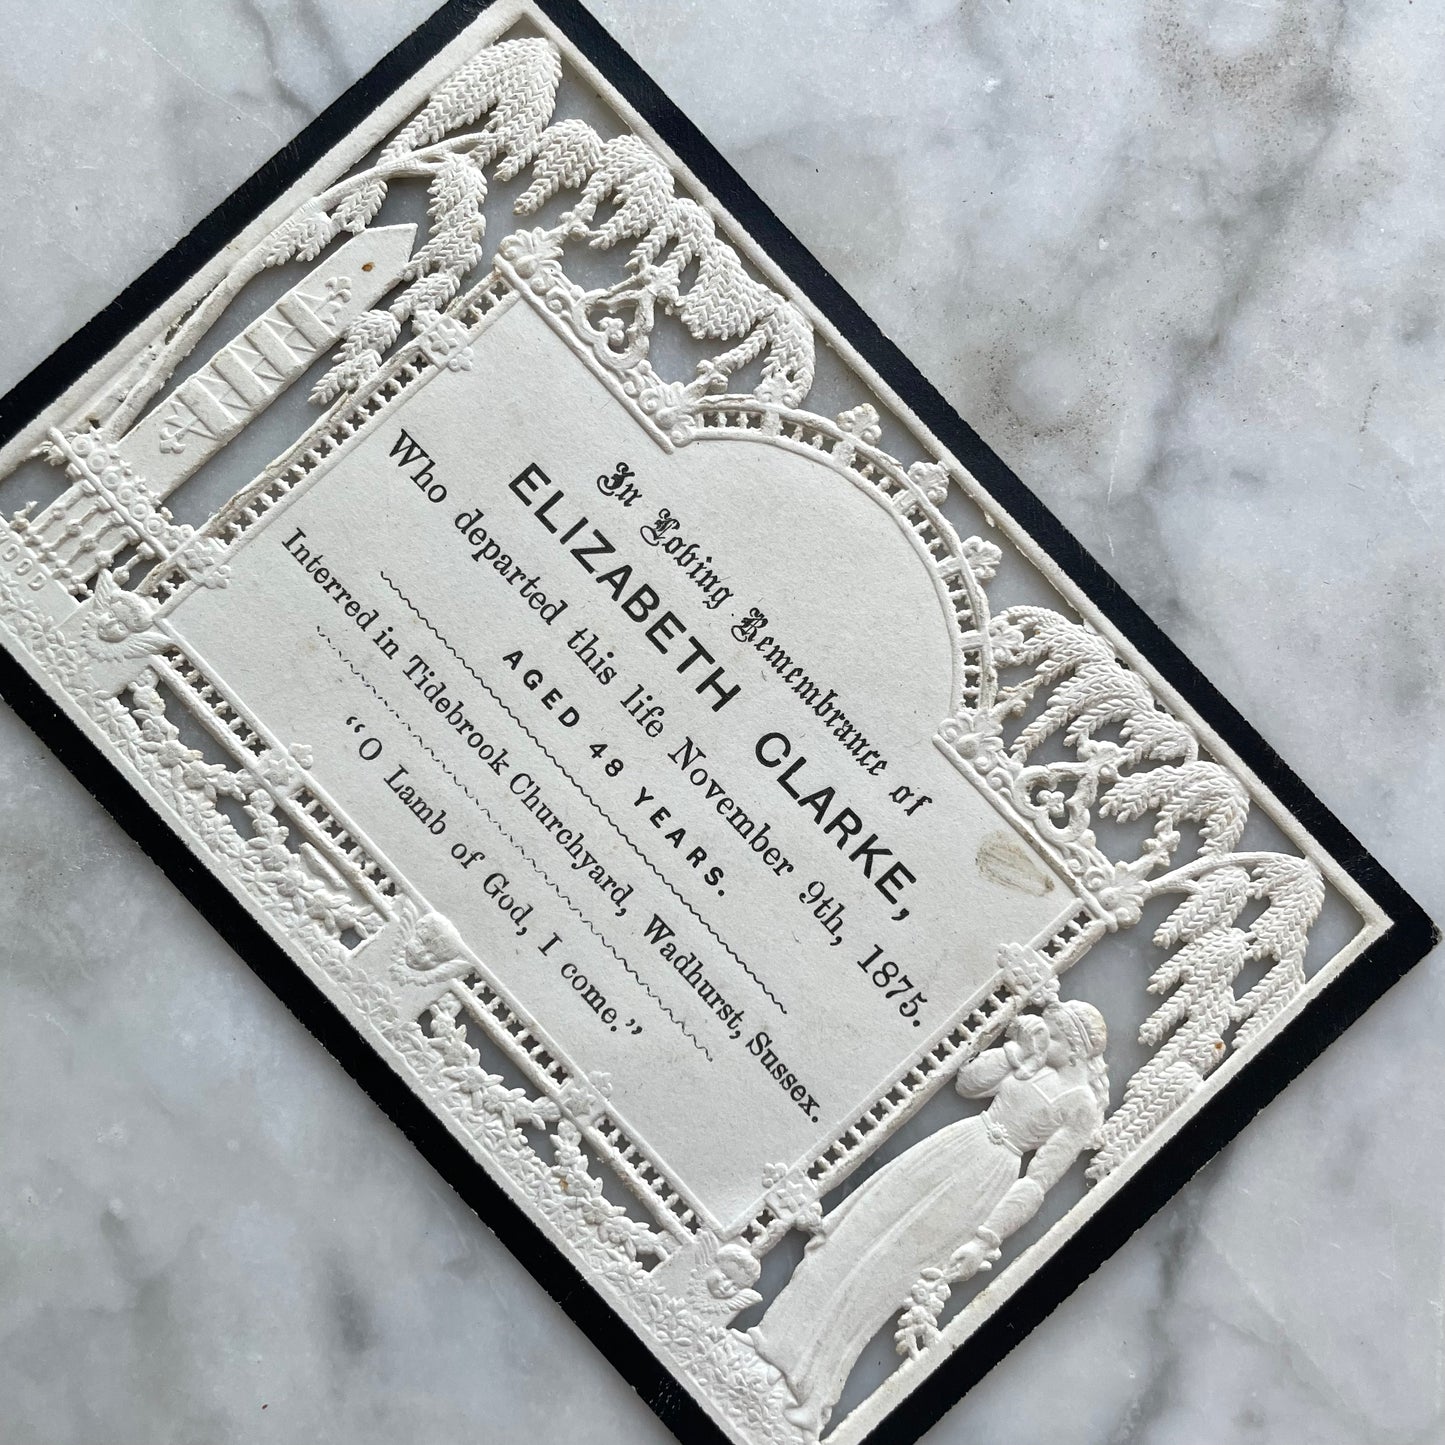 In Loving Remembrance of
ELIZABETH CLARKE,
Who departed this life November 9th, 1875.
AGED 48 YEARS.
Interred in Tidebrook Churchyard, Wadhurst, Sussex.
“O Lamb of God, I come.”